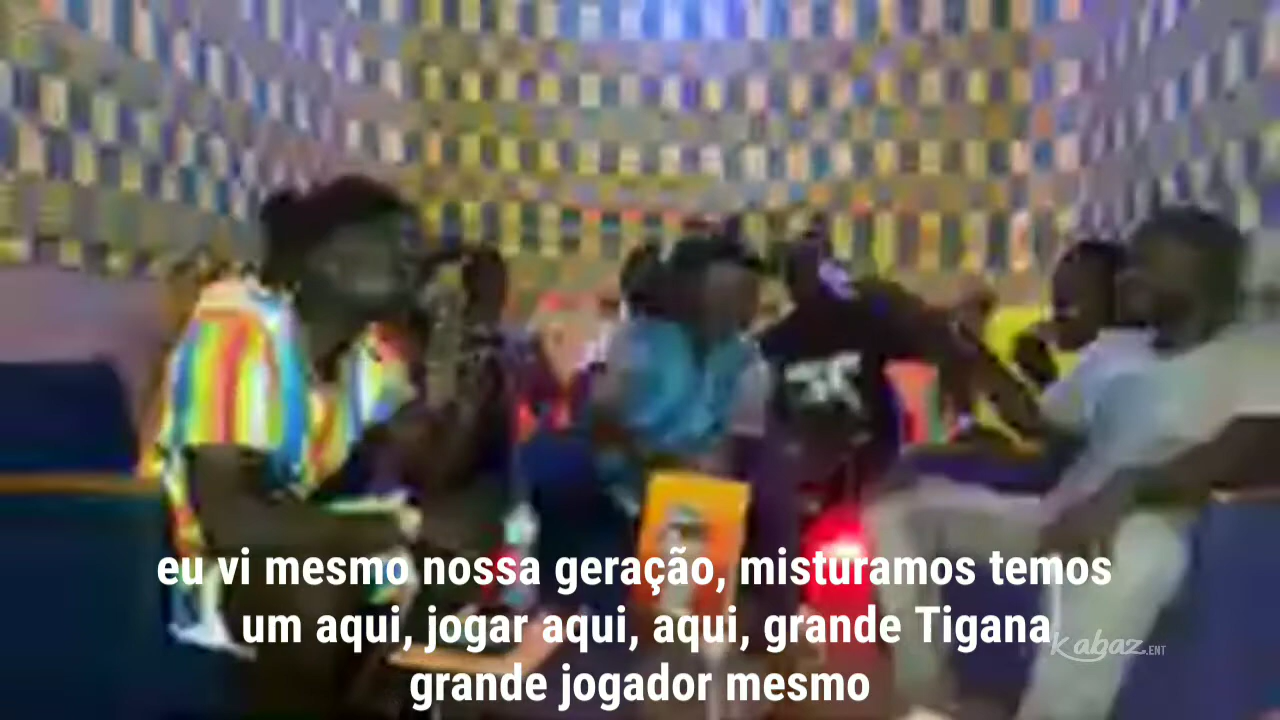 eu vi mesmo nossa geração, misturamos temos
um aqui, jogar aqui, aqui, grande Tigana
grande jogador mesmo
kabaz.ENT